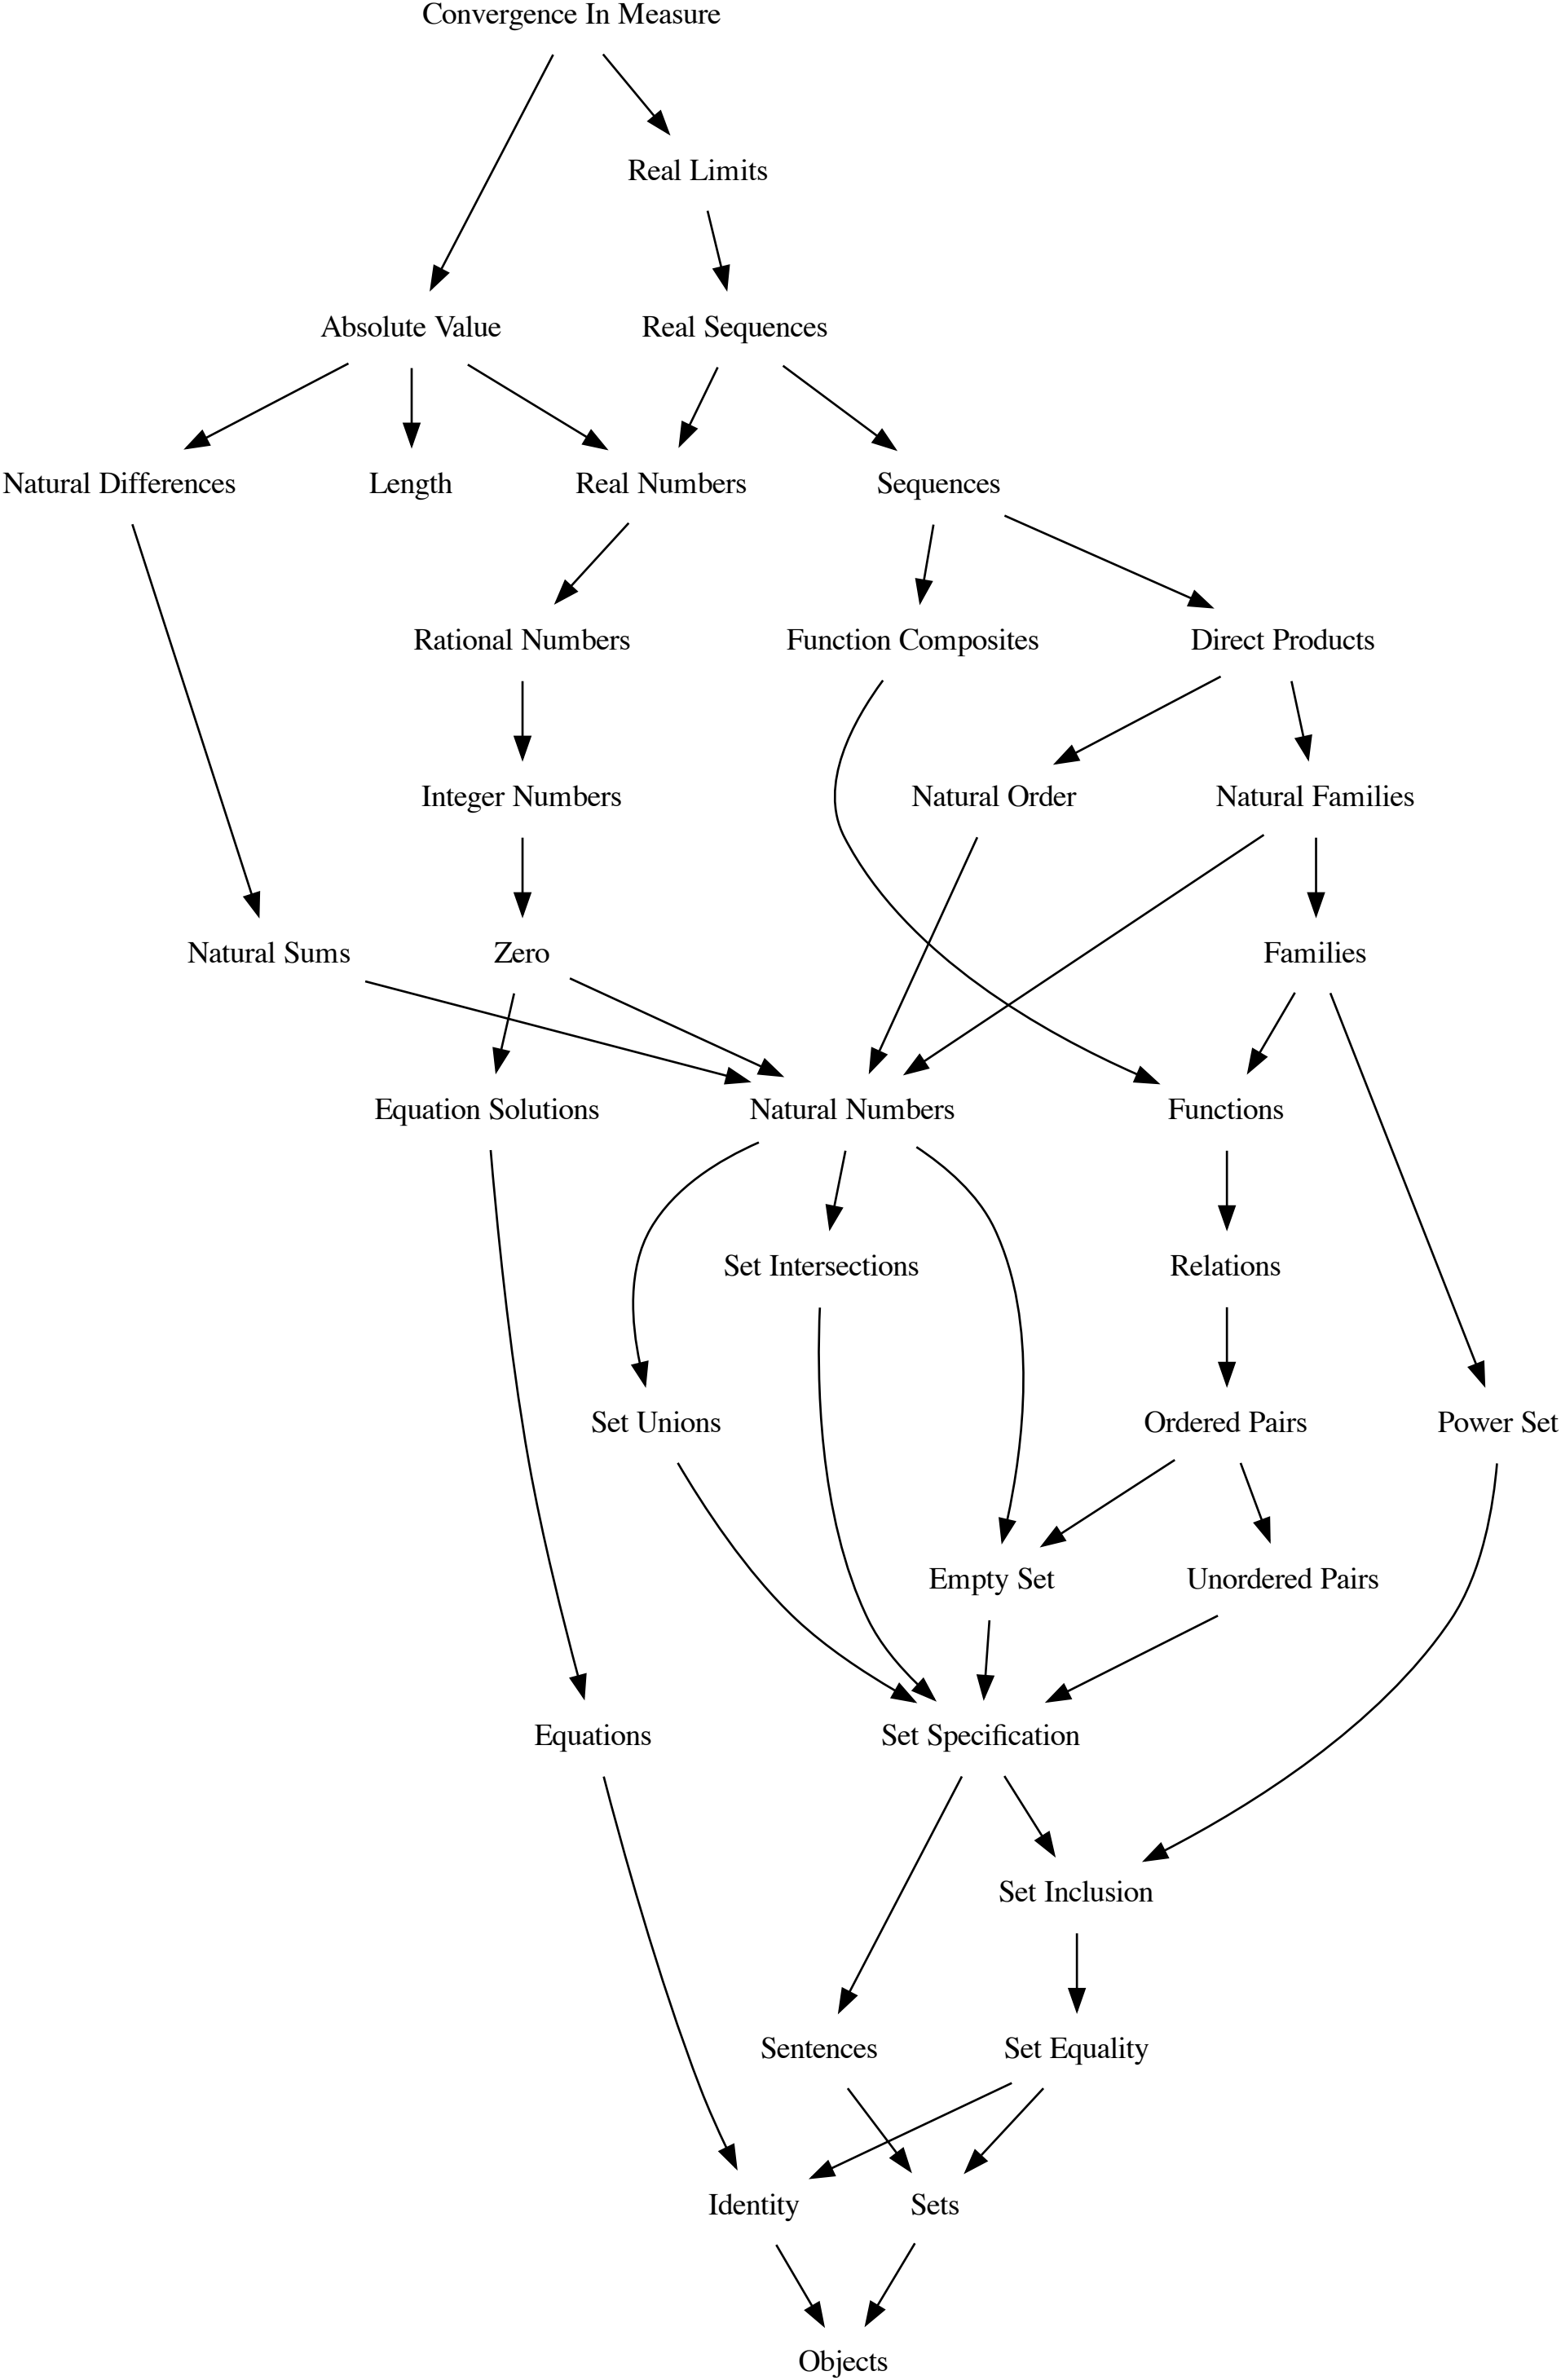 Convergence In Measure
Real Limits
Absolute Value
Real Sequences
Natural Differences
Length
Real Numbers
Sequences
Rational Numbers
Function Composites
Direct Products
Integer Numbers
Natural Order
Natural Families
Natural Sums
Zero
Families
Equation Solutions
Natural Numbers
Functions
Set Intersections
Relations
Set Unions
Ordered Pairs
Power Set
Empty Set
Unordered Pairs
Equations
Set Specification
Set Inclusion
Sentences
Set Equality
Identity
Sets
Objects